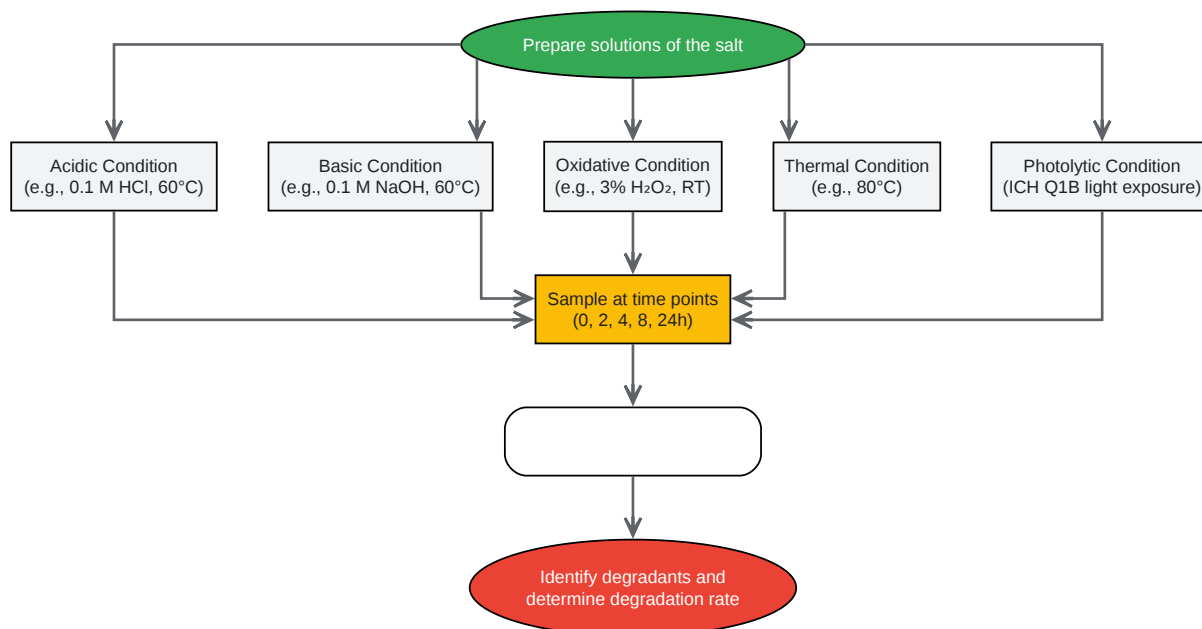 Prepare solutions of the salt
Acidic Condition
(e.g., 0.1 M HCl, 60°C)
Basic Condition
(e.g., 0.1 M NaOH, 60°C)
Oxidative Condition
(e.g., 3% H₂O₂, RT)
Thermal Condition
(e.g., 80°C)
Photolytic Condition
(ICH Q1B light exposure)
Sample at time points
(0, 2, 4, 8, 24h)
Identify degradants and
determine degradation rate